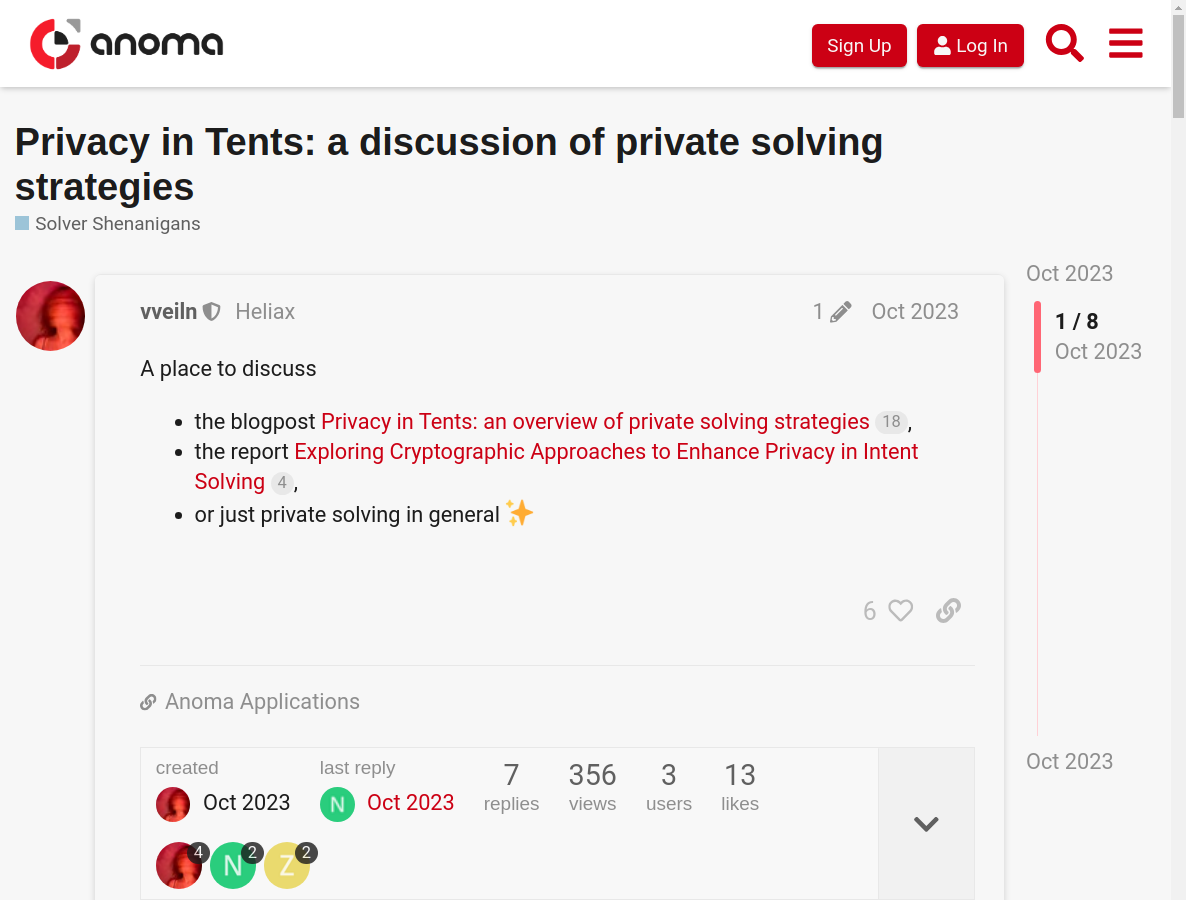 anoma
Sign Up
Log In
Privacy in Tents: a discussion of private solving
strategies
Solver Shenanigans
Oct 2023
vveiln Heliax 1 Oct 2023
1 / 8
Oct 2023
A place to discuss
the blogpost Privacy in Tents: an overview of private solving strategies 18,
the report Exploring Cryptographic Approaches to Enhance Privacy in Intent
Solving 4,
or just private solving in general
6
Anoma Applications
Oct 2023
created
Oct 2023
last reply
N Oct 2023
7
replies
356
views
3
users
13
likes
4
N 2
Z 2